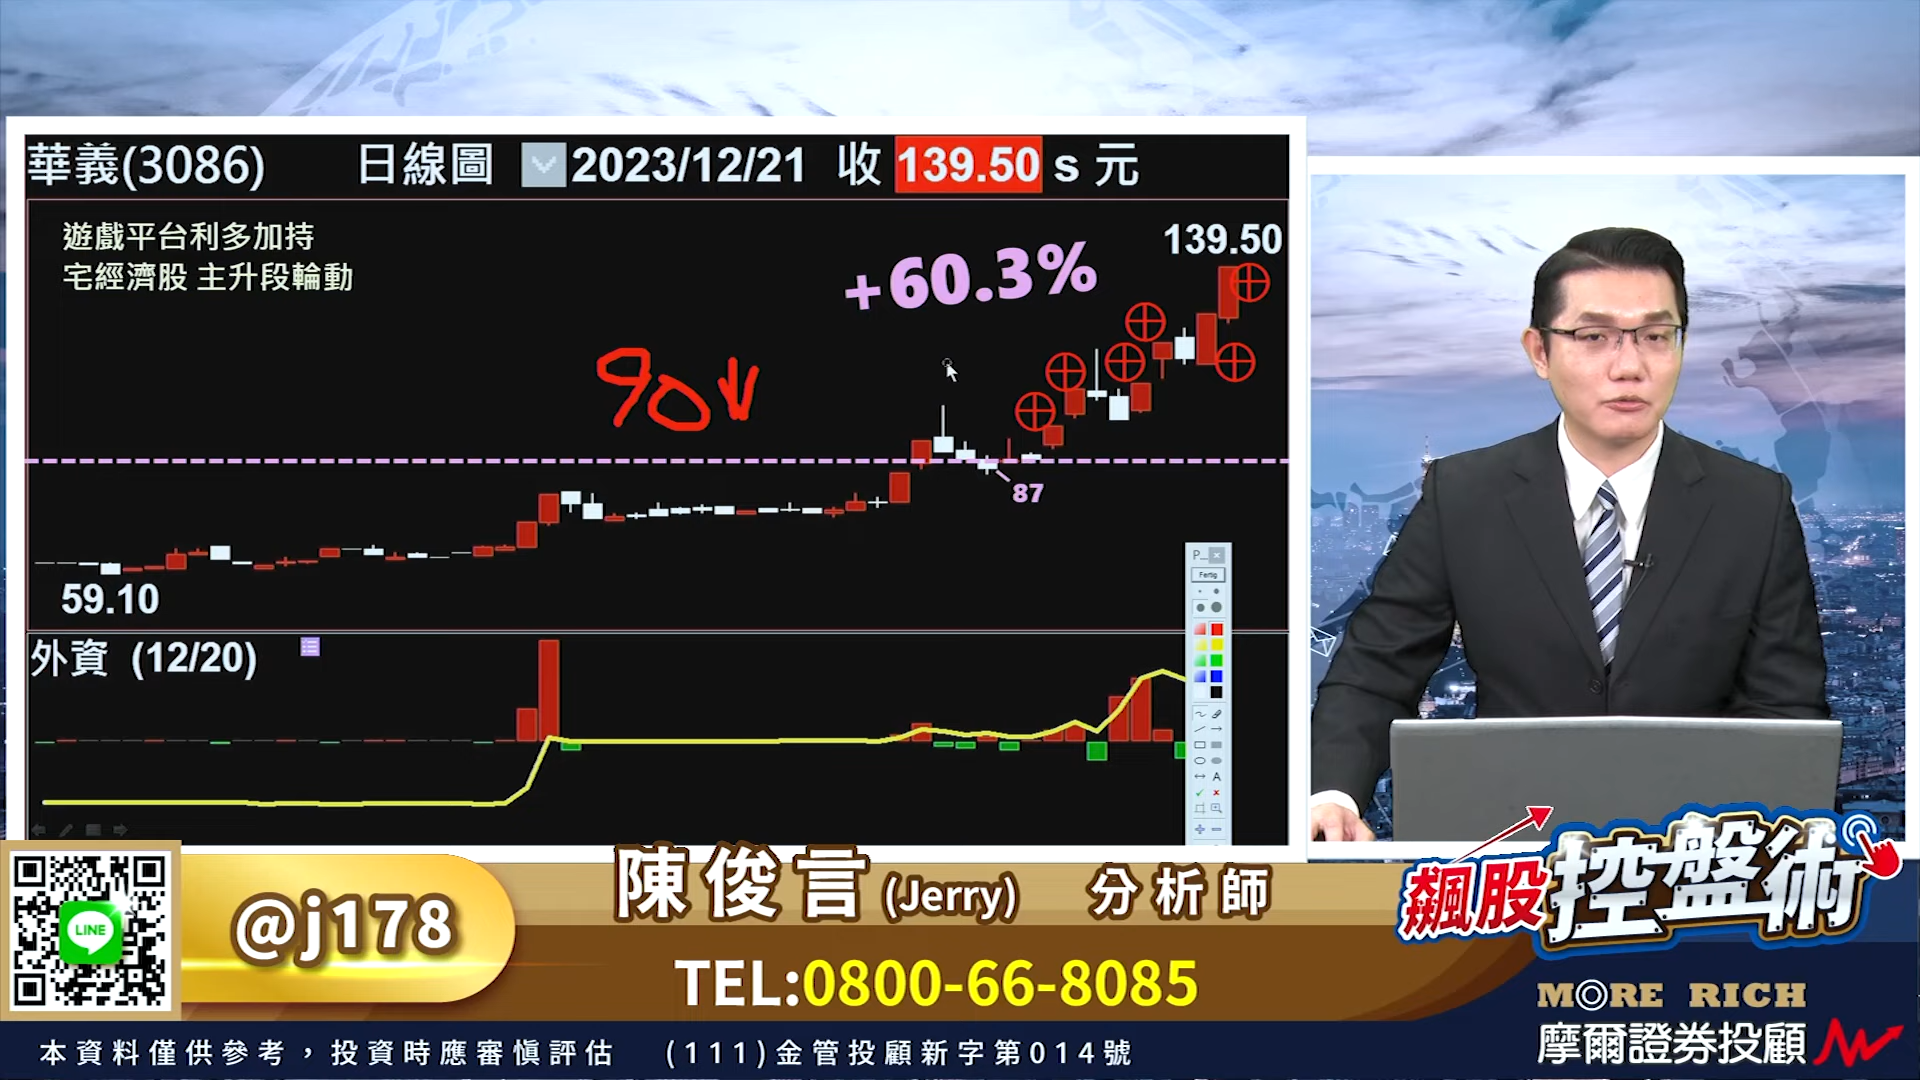 華義(3086) 日線圖 2023/12/21 收 139.50 s 元
遊戲平台利多加持
宅經濟股 主升段輪動
+60.3%
139.50
90
87
59.10
外資 (12/20)
P...
Fertig
A
LINE
@j178
陳俊言 (Jerry) 分析師
TEL:0800-66-8085
飆股控盤術
MORE RICH
摩爾證券投顧
本資料僅供參考，投資時應審慎評估 (111)金管投顧新字第014號